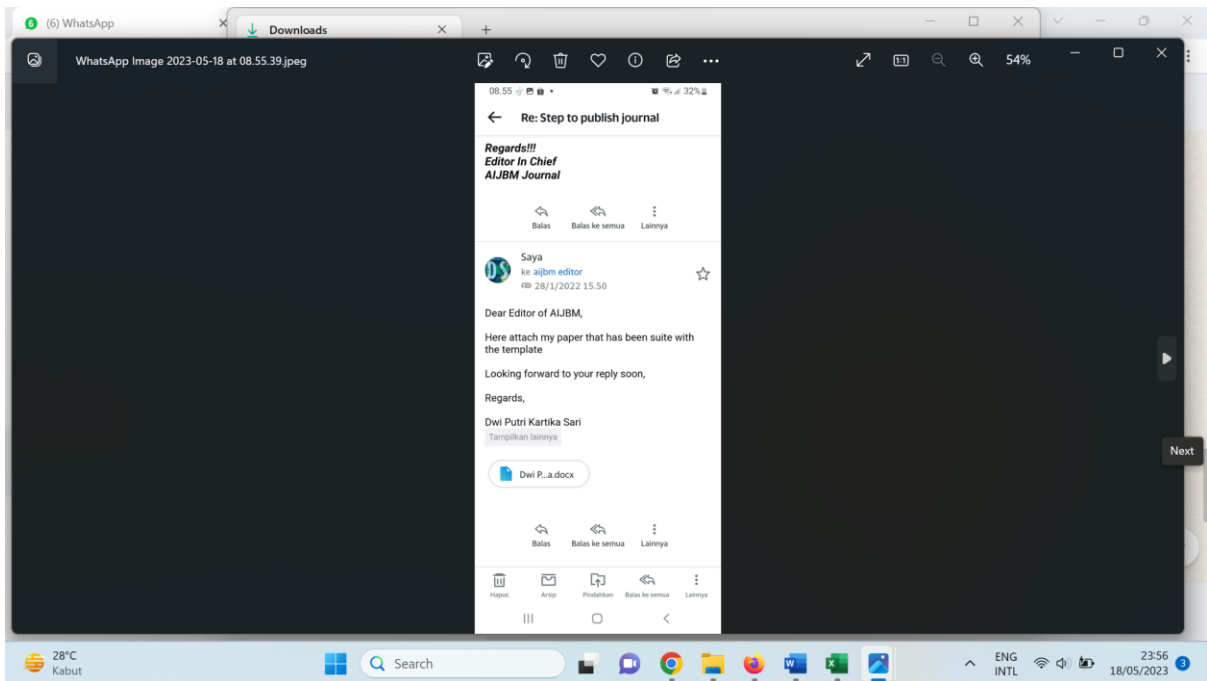 (6) WhatsApp
Downloads
WhatsApp Image 2023-05-18 at 08.55.39.jpeg
54%
08.55
32%
Re: Step to publish journal
Regards!!!
Editor In Chief
AIJBM Journal
Balas Balas ke semua Lainnya
Saya
ke aijbm editor
28/1/2022 15.50
Dear Editor of AIJBM,
Here attach my paper that has been suite with
the template
Looking forward to your reply soon,
Regards,
Dwi Putri Kartika Sari
Tampilkan lainnya
Dwi P...a.docx
Balas Balas ke semua Lainnya
Hapus Arsip Pindahkan Balas ke semua Lainnya
Next
28°C
Kabut
Search
ENG
INTL
23:56
18/05/2023
3